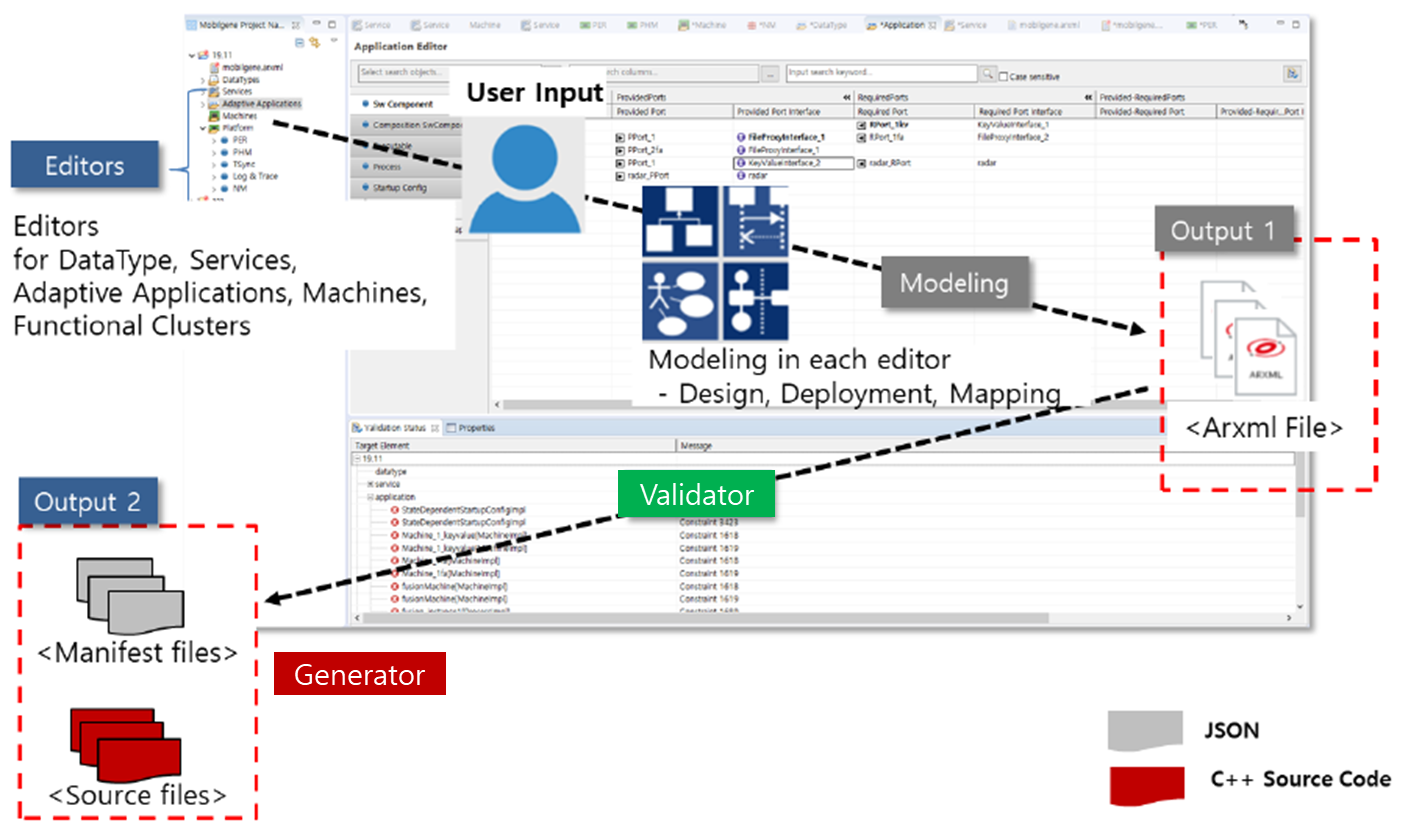 Mobilgene Project Na...
Service
Service
Machine
Service
PER
PHM
*Machine
*NM
*DataType
*Application
*Service
mobilgene.arxml
*mobilgene...
*PER
Application Editor
Select search objects...
search columns...
...
Input search keyword...
Case sensitive
19.11
mobilgene.arxml
DataTypes
Services
Adaptive Applications
Machines
Platform
PER
PHM
TSync
Log & Trace
NM
Sw Component
Composition SwCompo
Process
Startup Config
User Input
ProvidedPorts
RequiredPorts
Provided-RequiredPorts
Provided Port
Provided Port Interface
Required Port
Required Port Interface
Provided-Required Port
Provided-Requir...Port I
KeyValueInterface_1
PPort_1
FileProxyInterface_1
RPort_1fa
FileProxyInterface_2
PPort_2fa
FileProxyInterface_1
PPort_1
KeyValueInterface_2
radar_RPort
radar
radar_PPort
radar
Editors
Editors
for DataType, Services,
Adaptive Applications, Machines,
Functional Clusters
Modeling
Modeling in each editor
- Design, Deployment, Mapping
Output 1
ARXML
<Arxml File>
Validation Status
Properties
Target Element
Message
19.11
datatype
service
application
StateDependentStartupConfigImpl
StateDependentStartupConfigImpl
Constraint 3423
Machine_1_keyvalue[MachineImpl]
Constraint 1618
Constraint 1619
Machine_1fa[MachineImpl]
Constraint 1618
Machine_1fa[MachineImpl]
Constraint 1619
fusionMachine[MachineImpl]
Constraint 1618
fusionMachine[MachineImpl]
Constraint 1619
Validator
Output 2
<Manifest files>
Generator
<Source files>
JSON
C++ Source Code